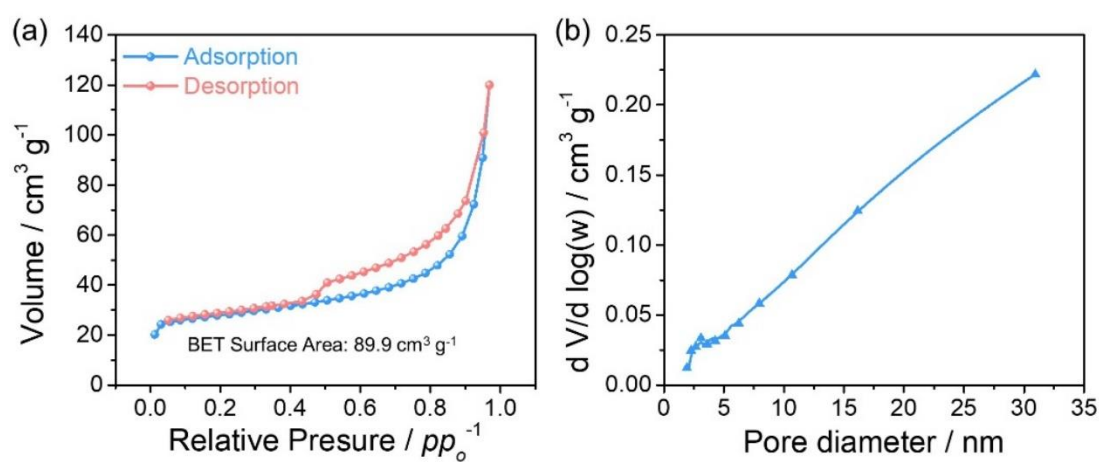 (a)
Adsorption
Desorption
BET Surface Area: 89.9 cm³ g⁻¹
Volume / cm³ g⁻¹
0
20
40
60
80
100
120
140
0.0 0.2 0.4 0.6 0.8 1.0
Relative Presure / ppₒ⁻¹
(b)
d V/d log(w) / cm³ g⁻¹
0.00
0.05
0.10
0.15
0.20
0.25
0 5 10 15 20 25 30 35
Pore diameter / nm